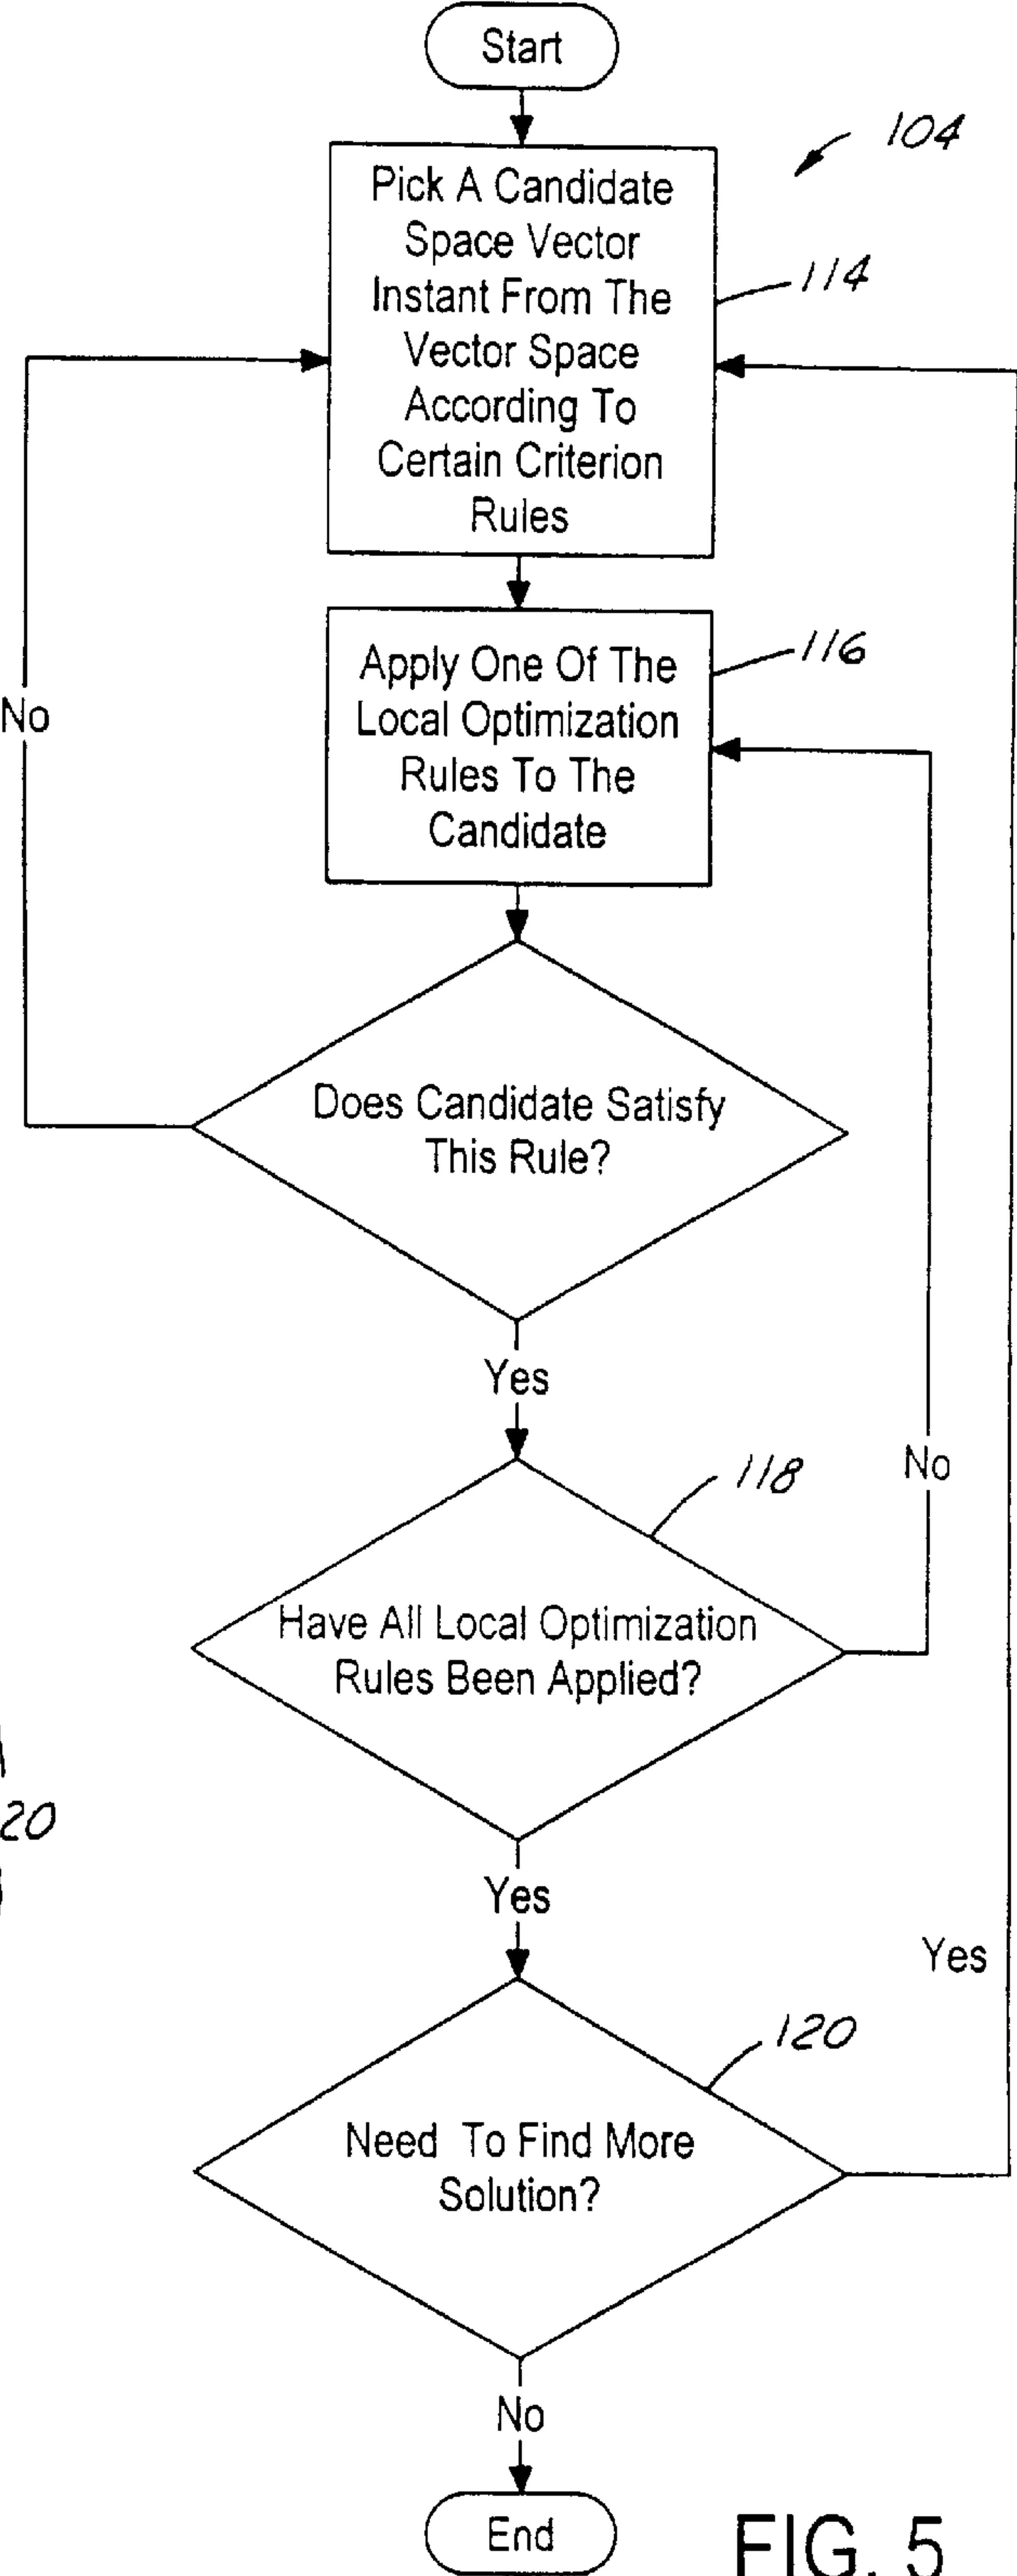 Start
104
Pick A Candidate
Space Vector
Instant From The
Vector Space
According To
Certain Criterion
Rules
114
Apply One Of The
Local Optimization
Rules To The
Candidate
116
No
Does Candidate Satisfy
This Rule?
Yes
118
No
Have All Local Optimization
Rules Been Applied?
20
Yes
Yes
120
Need To Find More
Solution?
No
End
FIG. 5